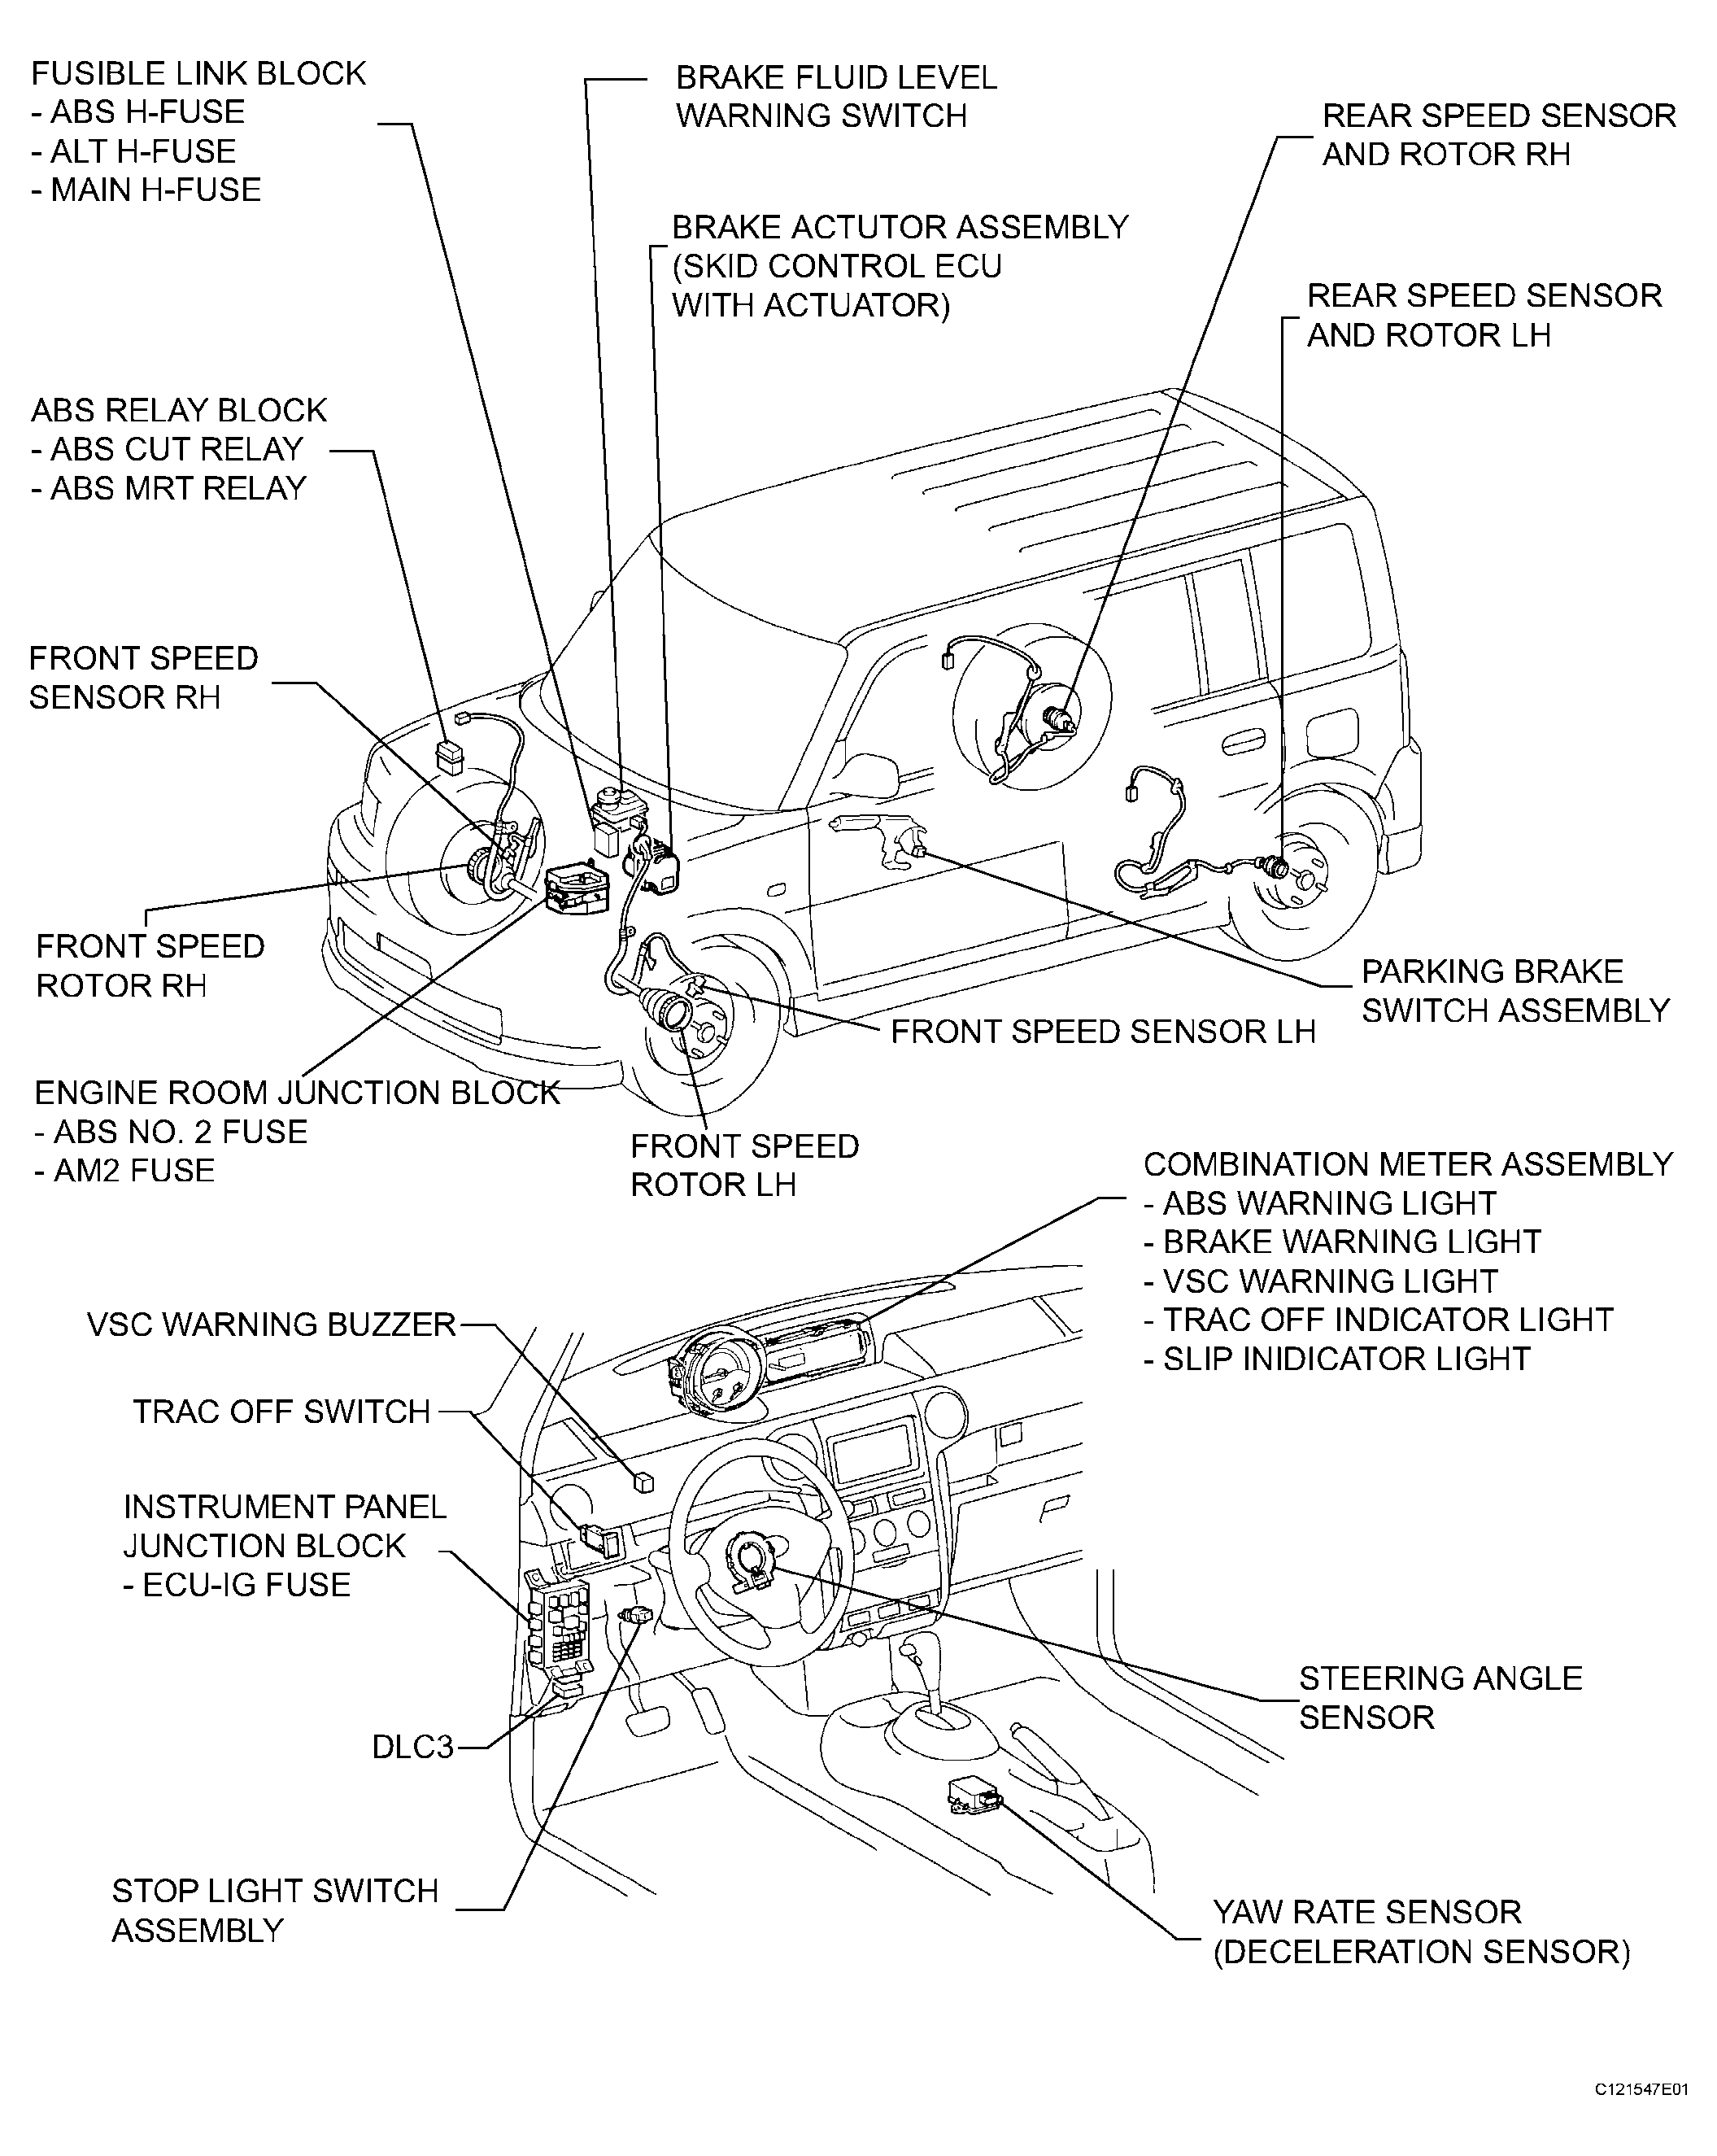 FUSIBLE LINK BLOCK
- ABS H-FUSE
- ALT H-FUSE
- MAIN H-FUSE
BRAKE FLUID LEVEL
WARNING SWITCH
REAR SPEED SENSOR
AND ROTOR RH
BRAKE ACTUTOR ASSEMBLY
(SKID CONTROL ECU
WITH ACTUATOR)
REAR SPEED SENSOR
AND ROTOR LH
ABS RELAY BLOCK
- ABS CUT RELAY
- ABS MRT RELAY
FRONT SPEED
SENSOR RH
FRONT SPEED
ROTOR RH
PARKING BRAKE
SWITCH ASSEMBLY
FRONT SPEED SENSOR LH
ENGINE ROOM JUNCTION BLOCK
- ABS NO. 2 FUSE
- AM2 FUSE
FRONT SPEED
ROTOR LH
COMBINATION METER ASSEMBLY
- ABS WARNING LIGHT
- BRAKE WARNING LIGHT
- VSC WARNING LIGHT
- TRAC OFF INDICATOR LIGHT
- SLIP INIDICATOR LIGHT
VSC WARNING BUZZER
TRAC OFF SWITCH
INSTRUMENT PANEL
JUNCTION BLOCK
- ECU-IG FUSE
STEERING ANGLE
SENSOR
DLC3
STOP LIGHT SWITCH
ASSEMBLY
YAW RATE SENSOR
(DECELERATION SENSOR)
C121547E01